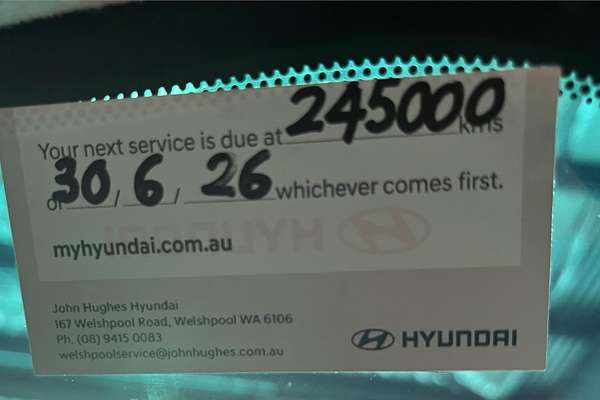 Your next service is due at 245000 kms
or 30 / 6 / 26 whichever comes first.
myhyundai.com.au
HYUNDAI
John Hughes Hyundai
167 Welshpool Road, Welshpool WA 6106
Ph. (08) 9415 0083
welshpoolservice@johnhughes.com.au
HYUNDAI